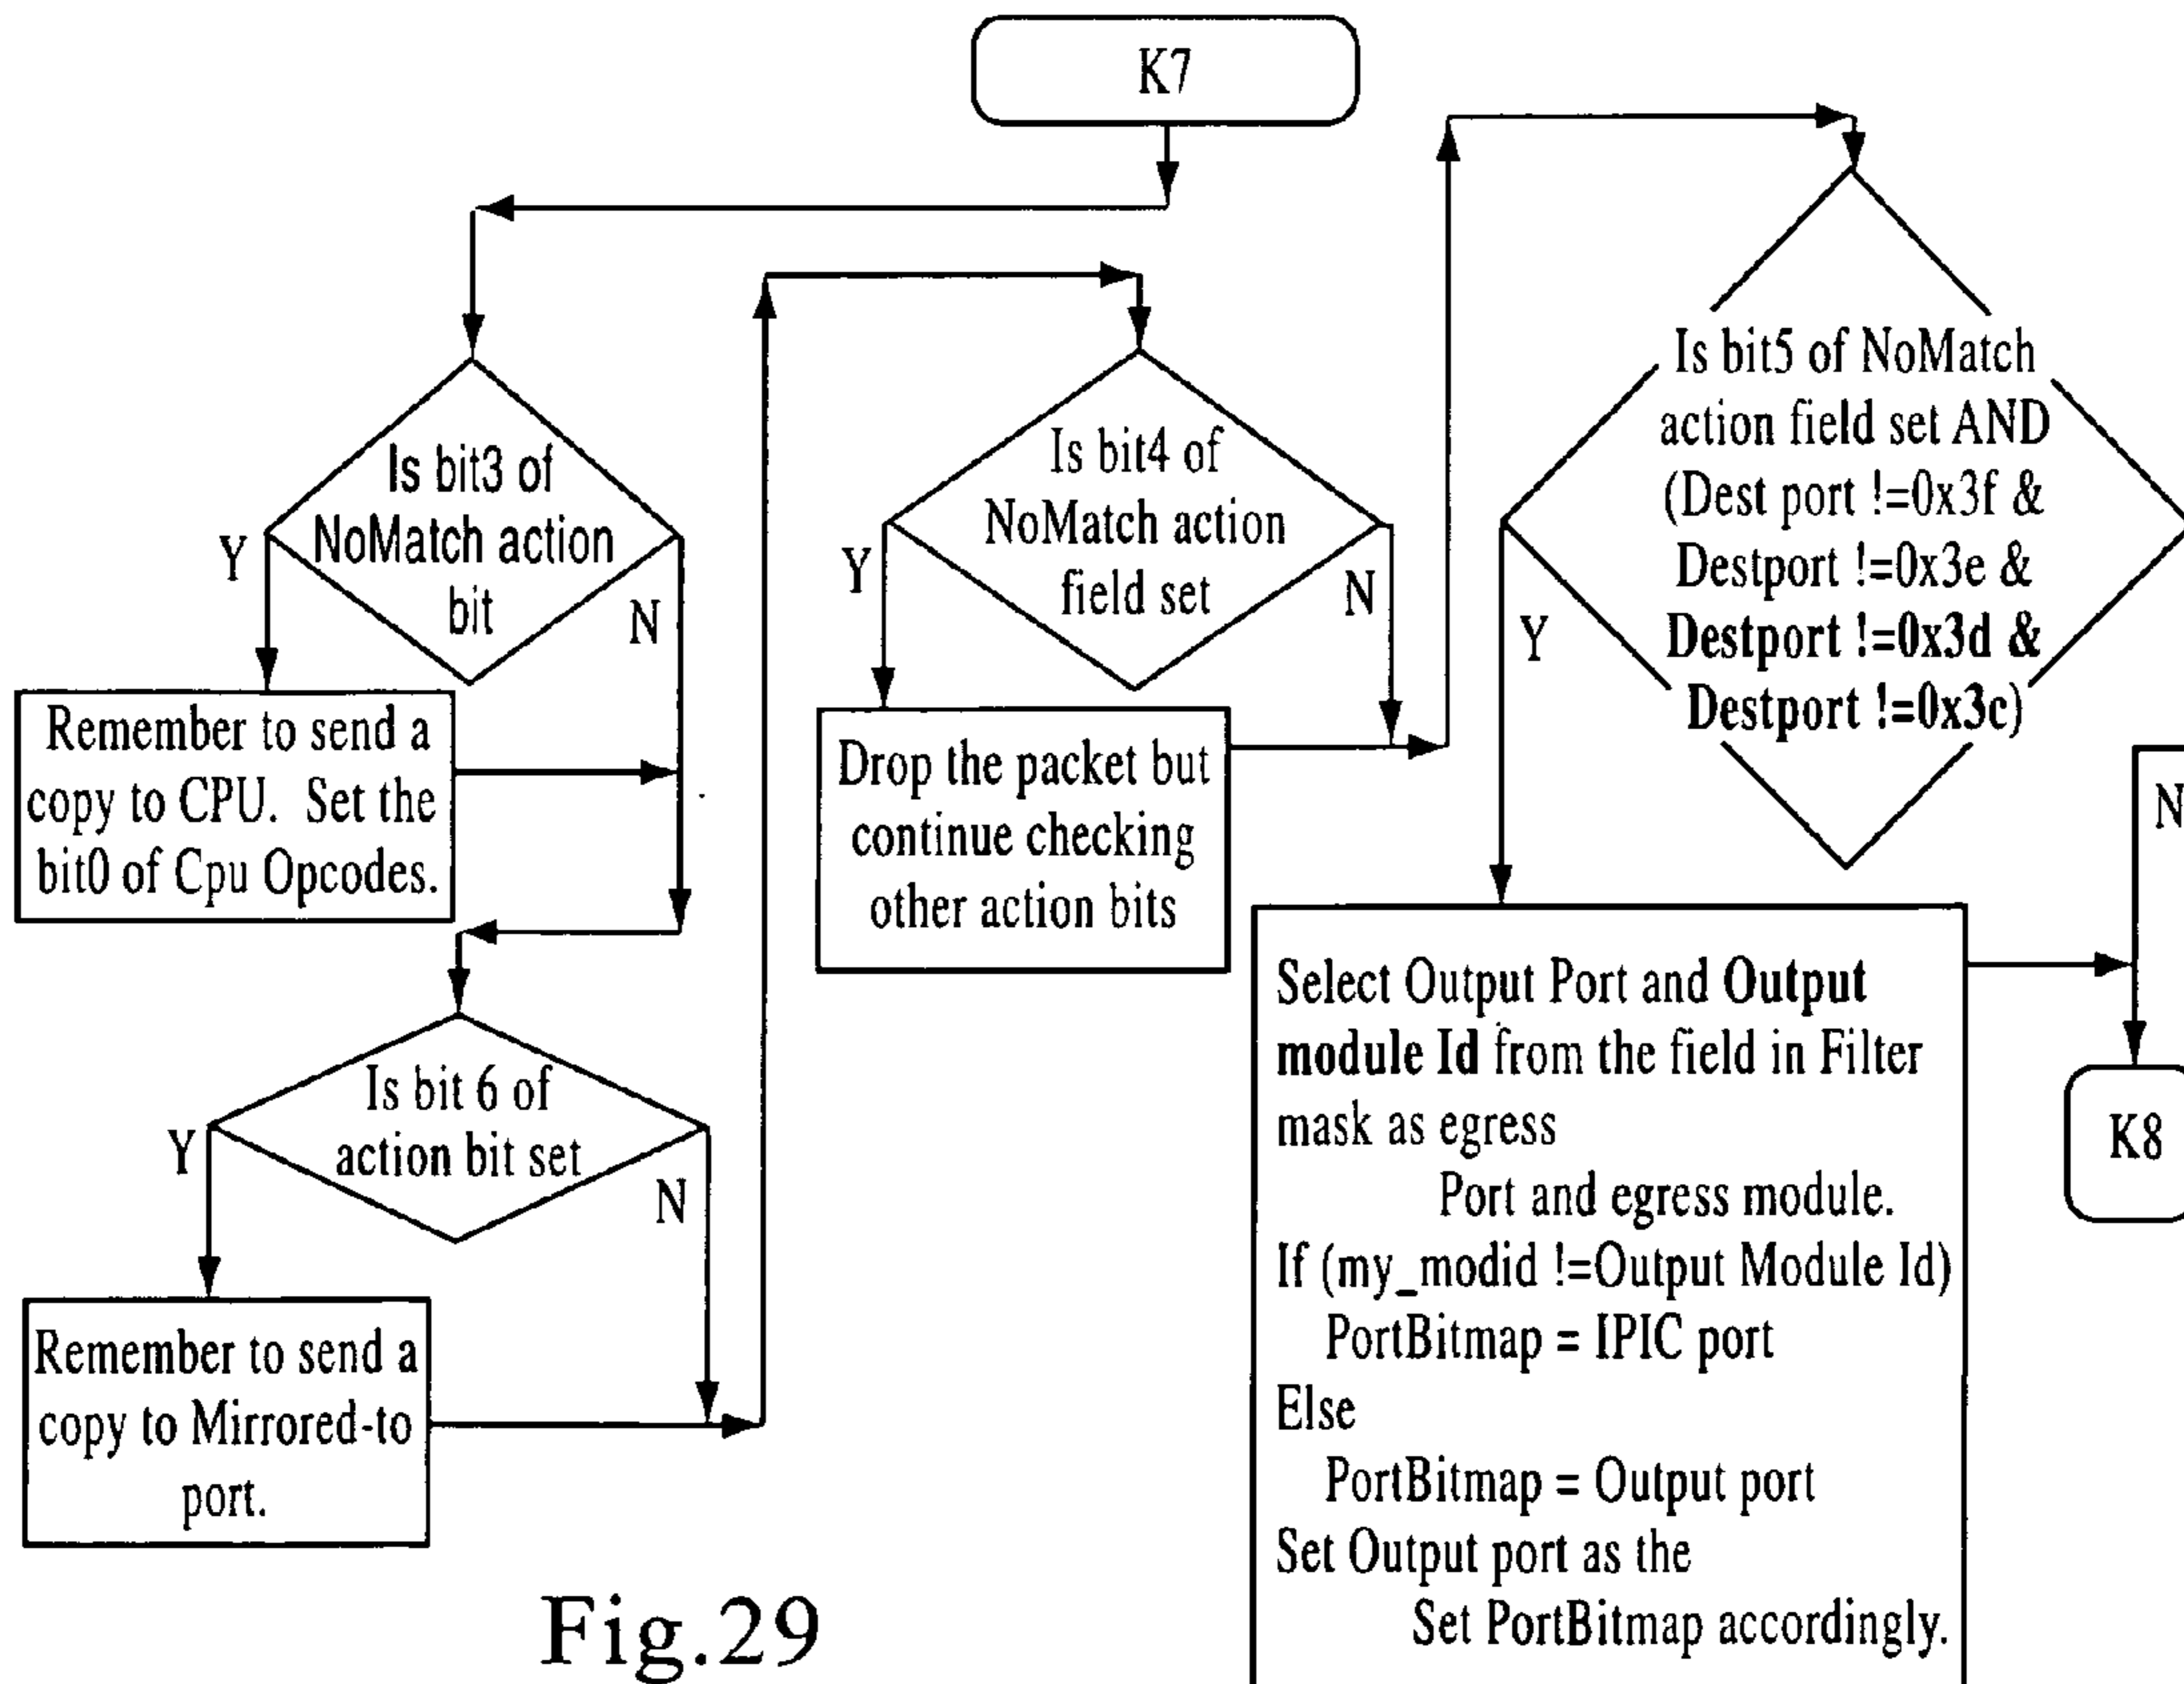 K7
Is bit3 of
NoMatch action
bit
Y
N
Remember to send a
copy to CPU. Set the
bit0 of Cpu Opcodes.
Is bit 6 of
action bit set
Y
N
Remember to send a
copy to Mirrored-to
port.
Is bit4 of
NoMatch action
field set
Y
N
Drop the packet but
continue checking
other action bits
Is bit5 of NoMatch
action field set AND
(Dest port !=0x3f &
Destport !=0x3e &
Destport !=0x3d &
Destport !=0x3c)
Y
N
Select Output Port and Output
module Id from the field in Filter
mask as egress
Port and egress module.
If (my_modid !=Output Module Id)
PortBitmap = IPIC port
Else
PortBitmap = Output port
Set Output port as the
Set PortBitmap accordingly.
K8
Fig.29